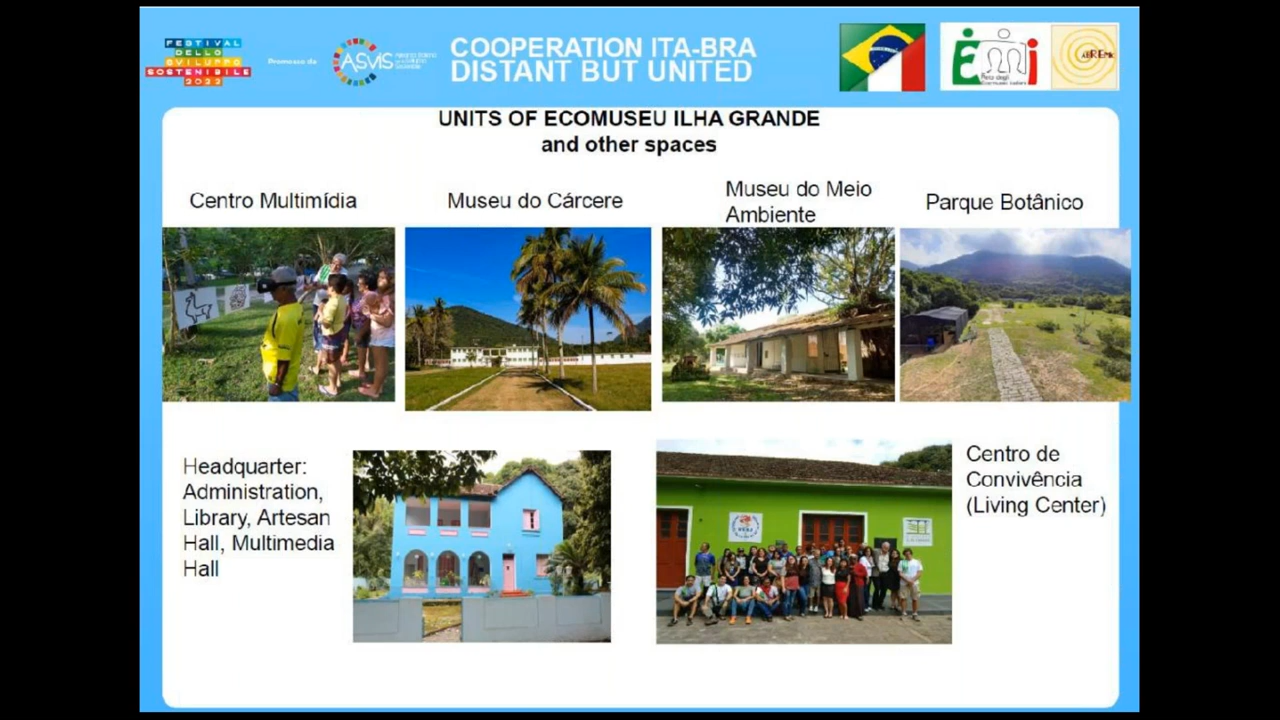 FESTIVAL
DELLO
SVILUPPO
SOSTENIBILE
2022
Promosso da
ASViS
COOPERATION ITA-BRA
DISTANT BUT UNITED
UNITS OF ECOMUSEU ILHA GRANDE
and other spaces
Centro Multimídia
Museu do Cárcere
Museu do Meio
Ambiente
Parque Botânico
Headquarter:
Administration,
Library, Artesan
Hall, Multimedia
Hall
Centro de
Convivência
(Living Center)